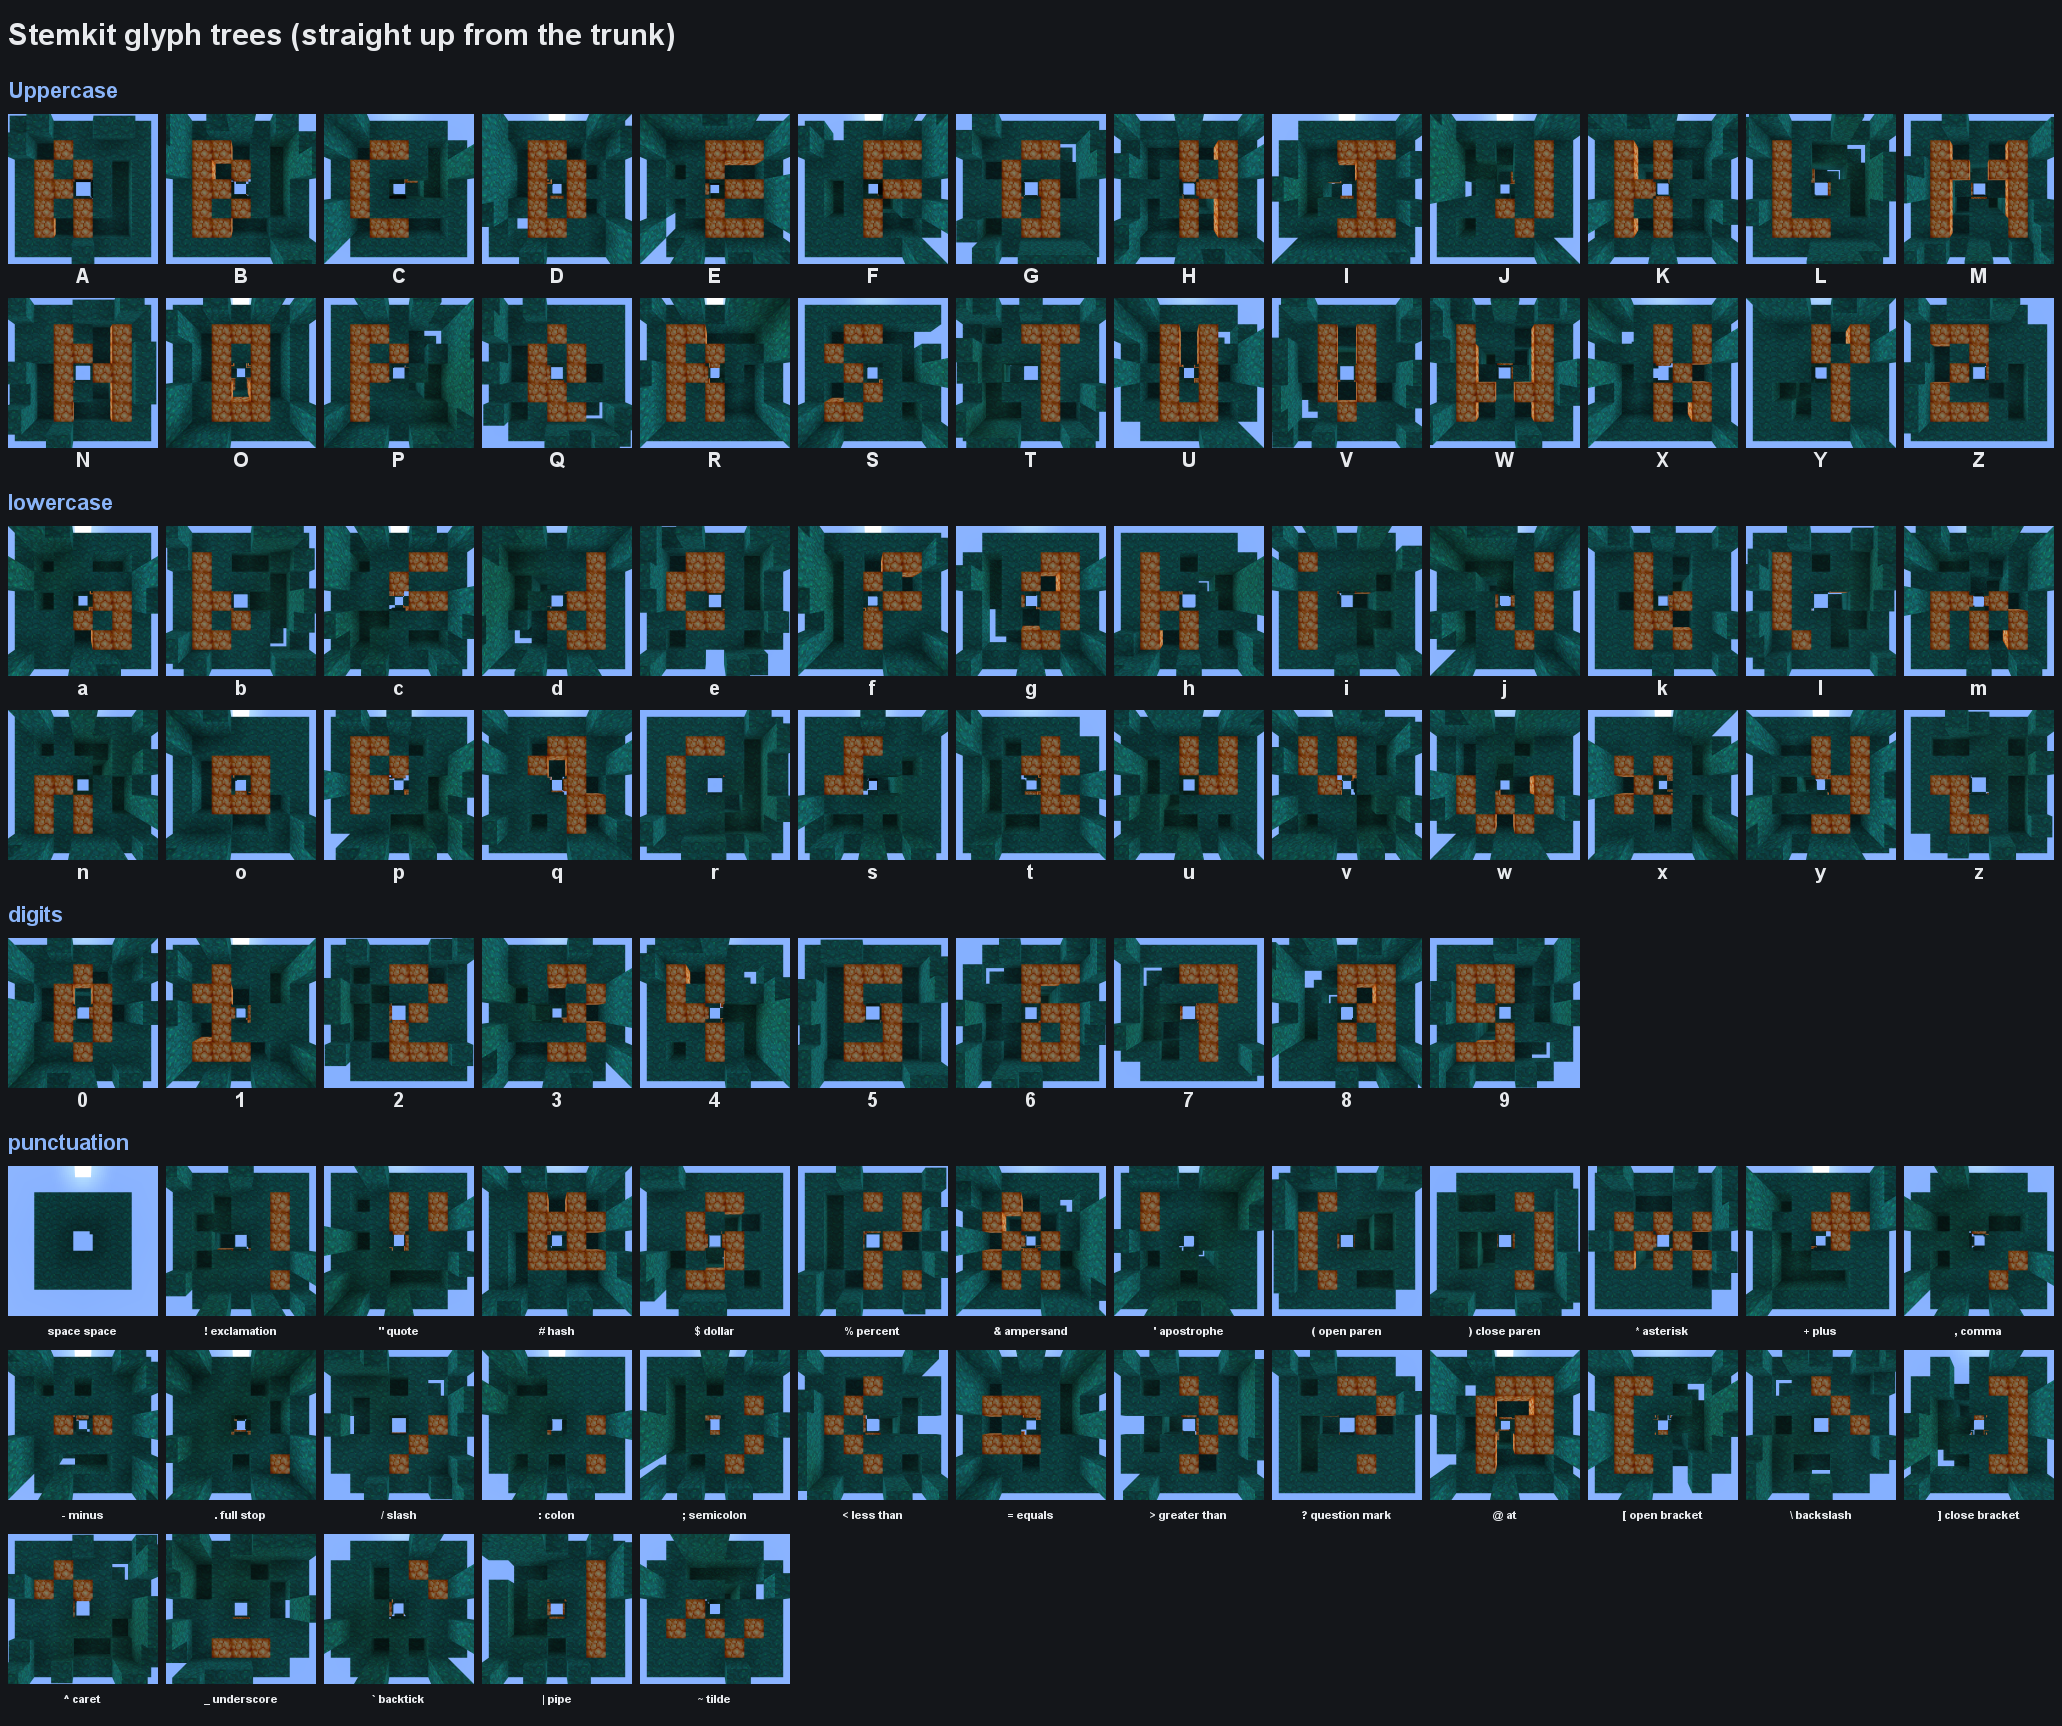 Stemkit glyph trees (straight up from the trunk)
Uppercase
A B C D E F G H I J K L M
N O P Q R S T U V W X Y Z
lowercase
a b c d e f g h i j k l m
n o p q r s t u v w x y z
digits
0 1 2 3 4 5 6 7 8 9
punctuation
space space ! exclamation " quote # hash $ dollar % percent & ampersand ' apostrophe ( open paren ) close paren * asterisk + plus , comma
- minus . full stop / slash : colon ; semicolon < less than = equals > greater than ? question mark @ at [ open bracket \ backslash ] close bracket
^ caret _ underscore ` backtick | pipe ~ tilde